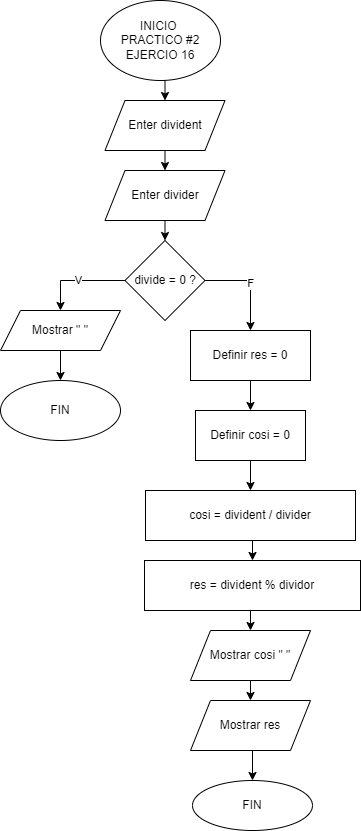 INICIO
PRACTICO #2
EJERCIO 16
Enter divident
Enter divider
divide = 0 ?
V
F
Mostrar " "
FIN
Definir res = 0
Definir cosi = 0
cosi = divident / divider
res = divident % dividor
Mostrar cosi " "
Mostrar res
FIN